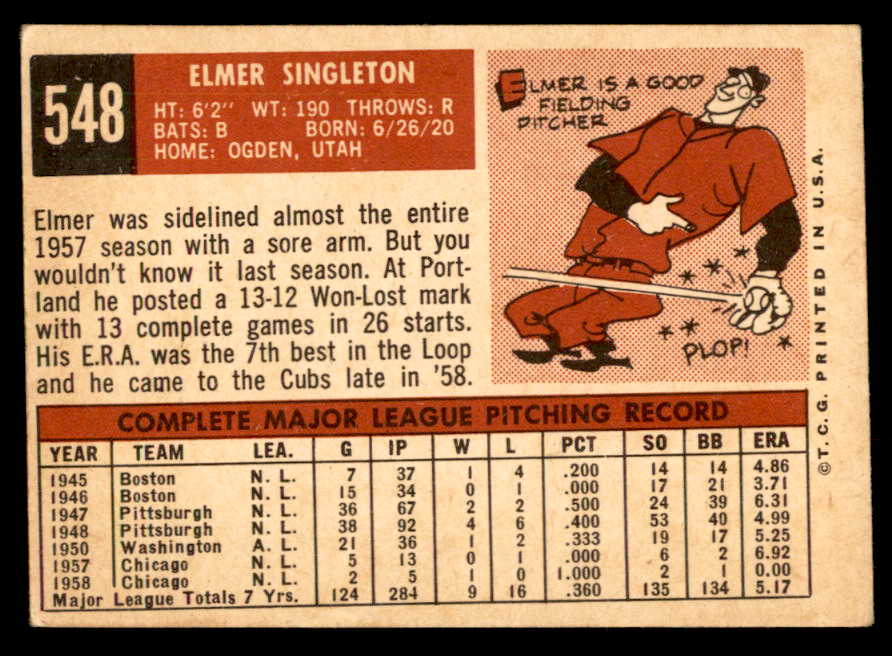 548
ELMER SINGLETON
HT: 6'2" WT: 190 THROWS: R
BATS: B BORN: 6/26/20
HOME: OGDEN, UTAH
ELMER IS A GOOD
FIELDING
PITCHER
PLOP!
Elmer was sidelined almost the entire
1957 season with a sore arm. But you
wouldn't know it last season. At Port-
land he posted a 13-12 Won-Lost mark
with 13 complete games in 26 starts.
His E.R.A. was the 7th best in the Loop
and he came to the Cubs late in '58.
COMPLETE MAJOR LEAGUE PITCHING RECORD
YEAR TEAM LEA. G IP W L PCT SO BB ERA
1945 Boston N. L. 7 37 1 4 .200 14 14 4.86
1946 Boston N. L. 15 34 0 1 .000 17 21 3.71
1947 Pittsburgh N. L. 36 67 2 2 .500 24 39 6.31
1948 Pittsburgh N. L. 38 92 4 6 .400 53 40 4.99
1950 Washington A. L. 21 36 1 2 .333 19 17 5.25
1957 Chicago N. L. 5 13 0 1 .000 6 2 6.92
1958 Chicago N. L. 2 5 1 0 1.000 2 1 0.00
Major League Totals 7 Yrs. 124 284 9 16 .360 135 134 5.17
©T.C.G. PRINTED IN U.S.A.